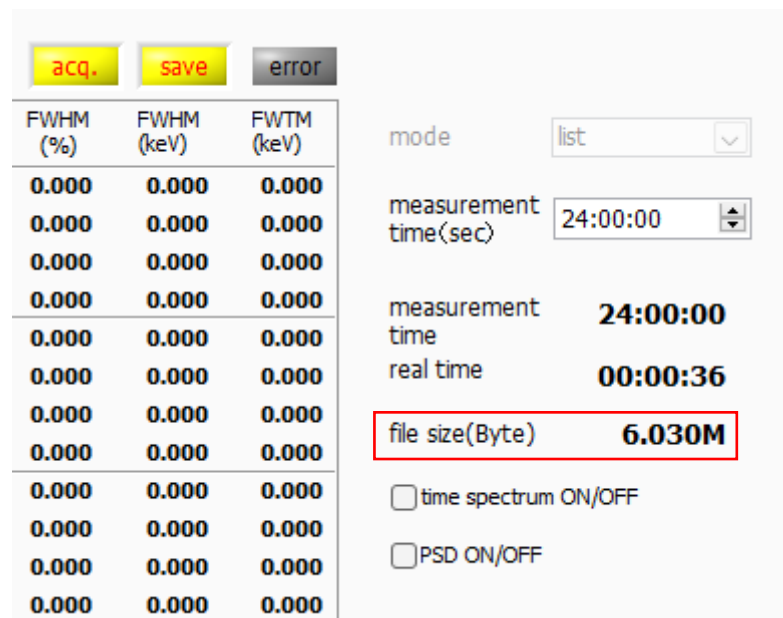 acq. save error
FWHM FWHM FWTM
(%) (keV) (keV)
mode list
0.000 0.000 0.000
measurement
time(sec) 24:00:00
0.000 0.000 0.000
0.000 0.000 0.000
0.000 0.000 0.000
measurement
time 24:00:00
0.000 0.000 0.000
real time 00:00:36
0.000 0.000 0.000
0.000 0.000 0.000
file size(Byte) 6.030M
0.000 0.000 0.000
0.000 0.000 0.000
time spectrum ON/OFF
0.000 0.000 0.000
PSD ON/OFF
0.000 0.000 0.000
0.000 0.000 0.000